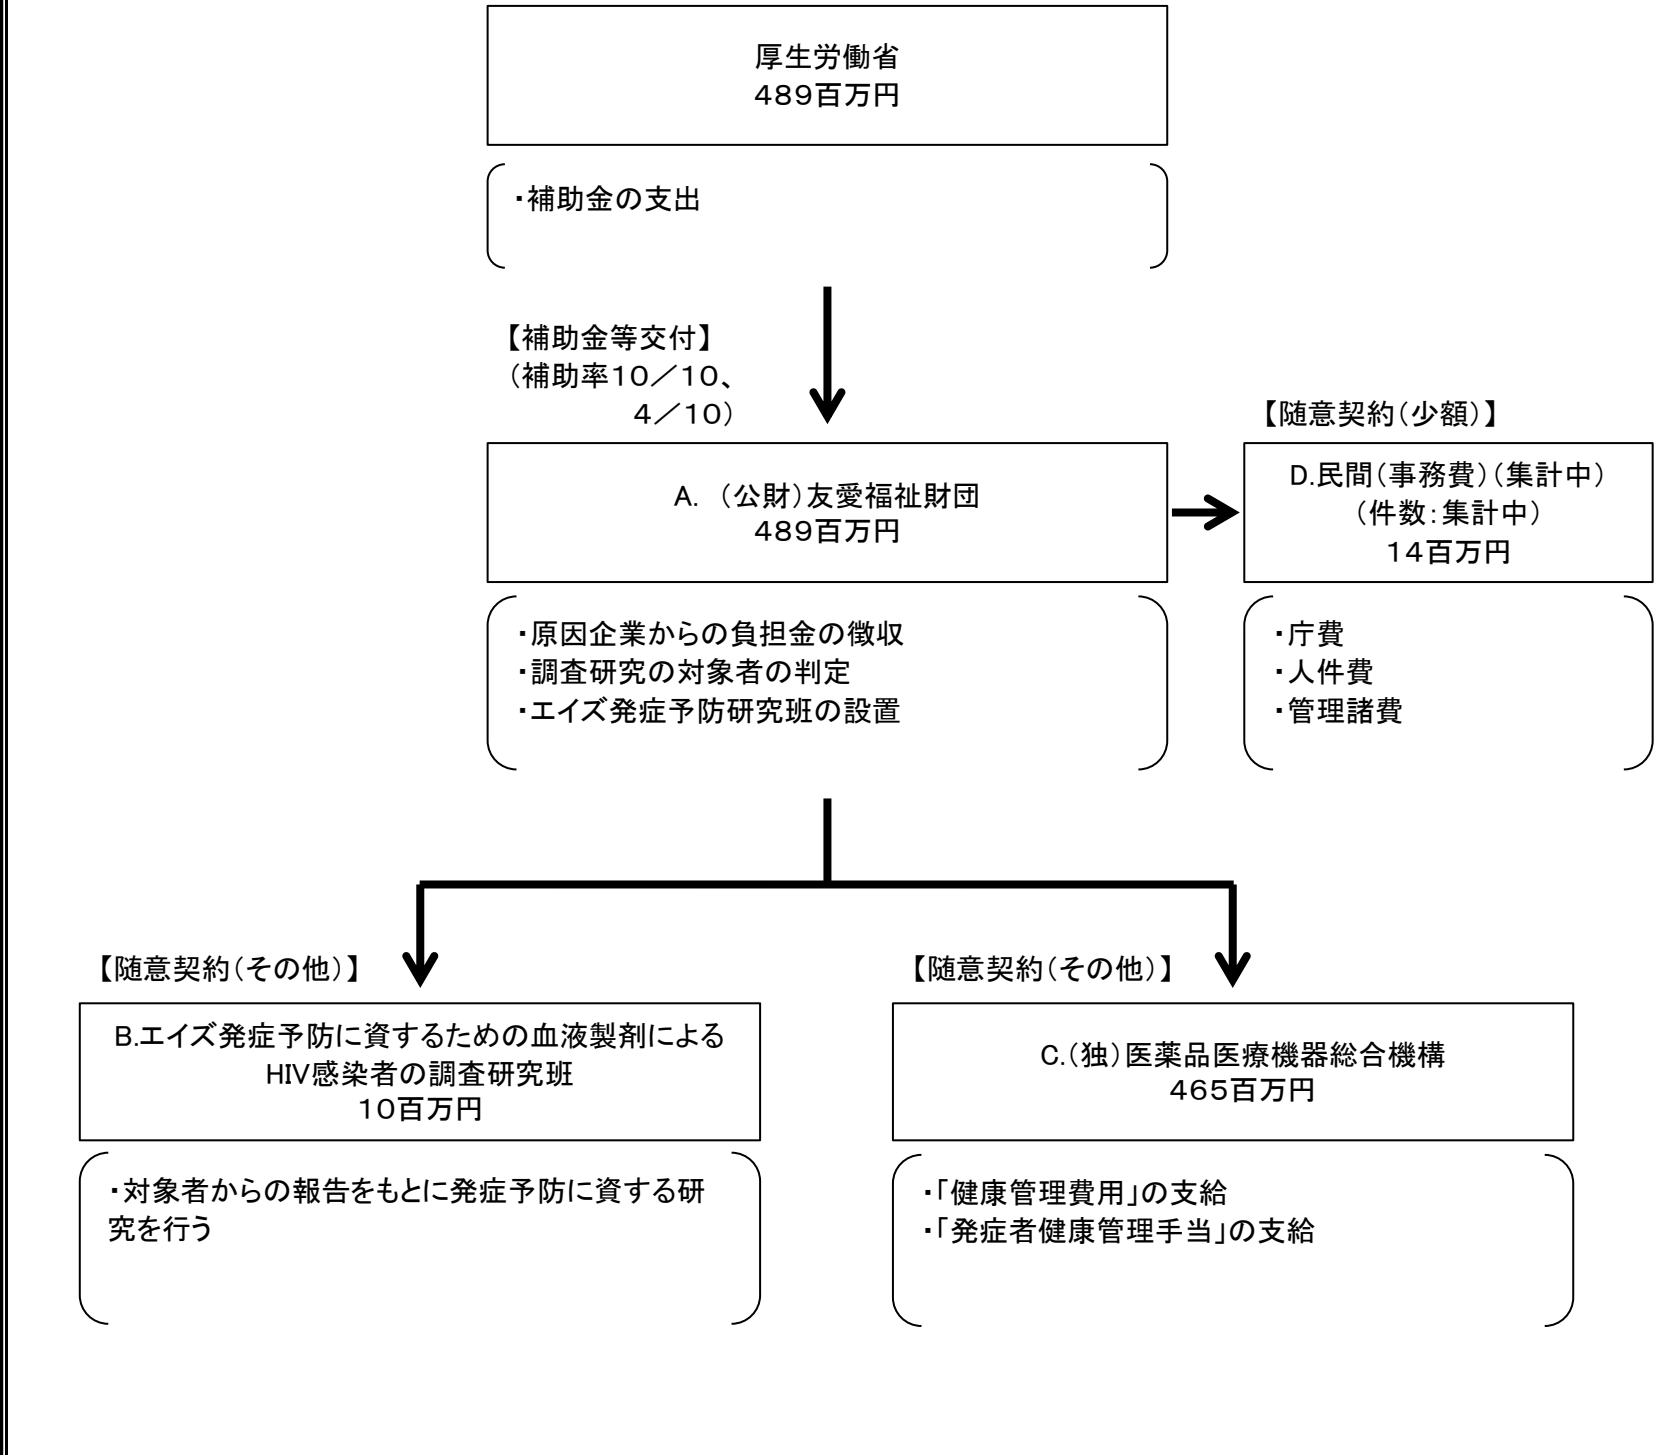 厚生労働省
４８９百万円
・補助金の支出
【補助金等交付】
（補助率１０／１０、
４／１０）
【随意契約（少額）】
A.　（公財）友愛福祉財団
４８９百万円
D.民間（事務費）（集計中）
（件数：集計中）
１４百万円
・原因企業からの負担金の徴収
・調査研究の対象者の判定
・エイズ発症予防研究班の設置
・庁費
・人件費
・管理諸費
【随意契約（その他）】
【随意契約（その他）】
B.エイズ発症予防に資するための血液製剤による
HIV感染者の調査研究班
１０百万円
C.（独）医薬品医療機器総合機構
４６５百万円
・対象者からの報告をもとに発症予防に資する研
究を行う
・「健康管理費用」の支給
・「発症者健康管理手当」の支給